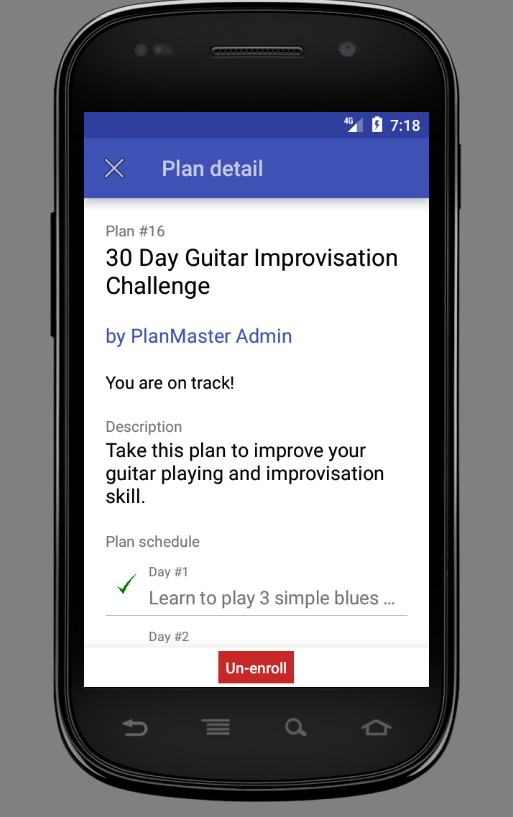 4G 7:18
Plan detail
Plan #16
30 Day Guitar Improvisation
Challenge
by PlanMaster Admin
You are on track!
Description
Take this plan to improve your
guitar playing and improvisation
skill.
Plan schedule
Day #1
Learn to play 3 simple blues ...
Day #2
Un-enroll